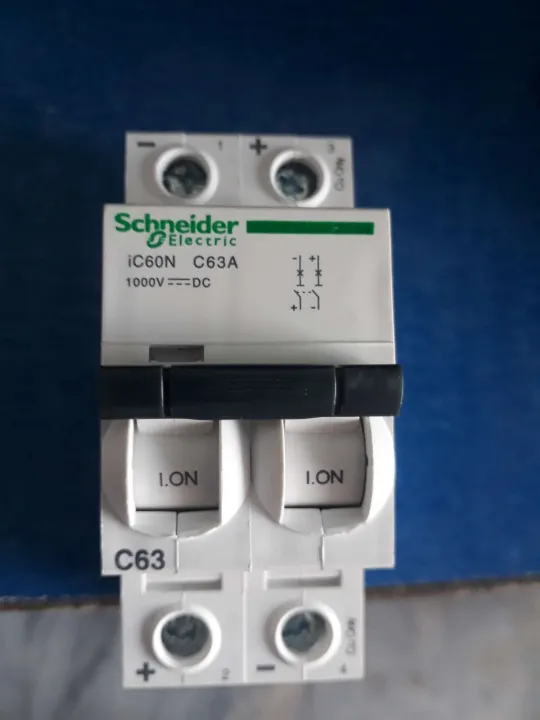 - 1 + 3
Schneider
Electric
iC60N C63A
1000V DC
- +
+ -
I.ON I.ON
C63
+ 2 - 4